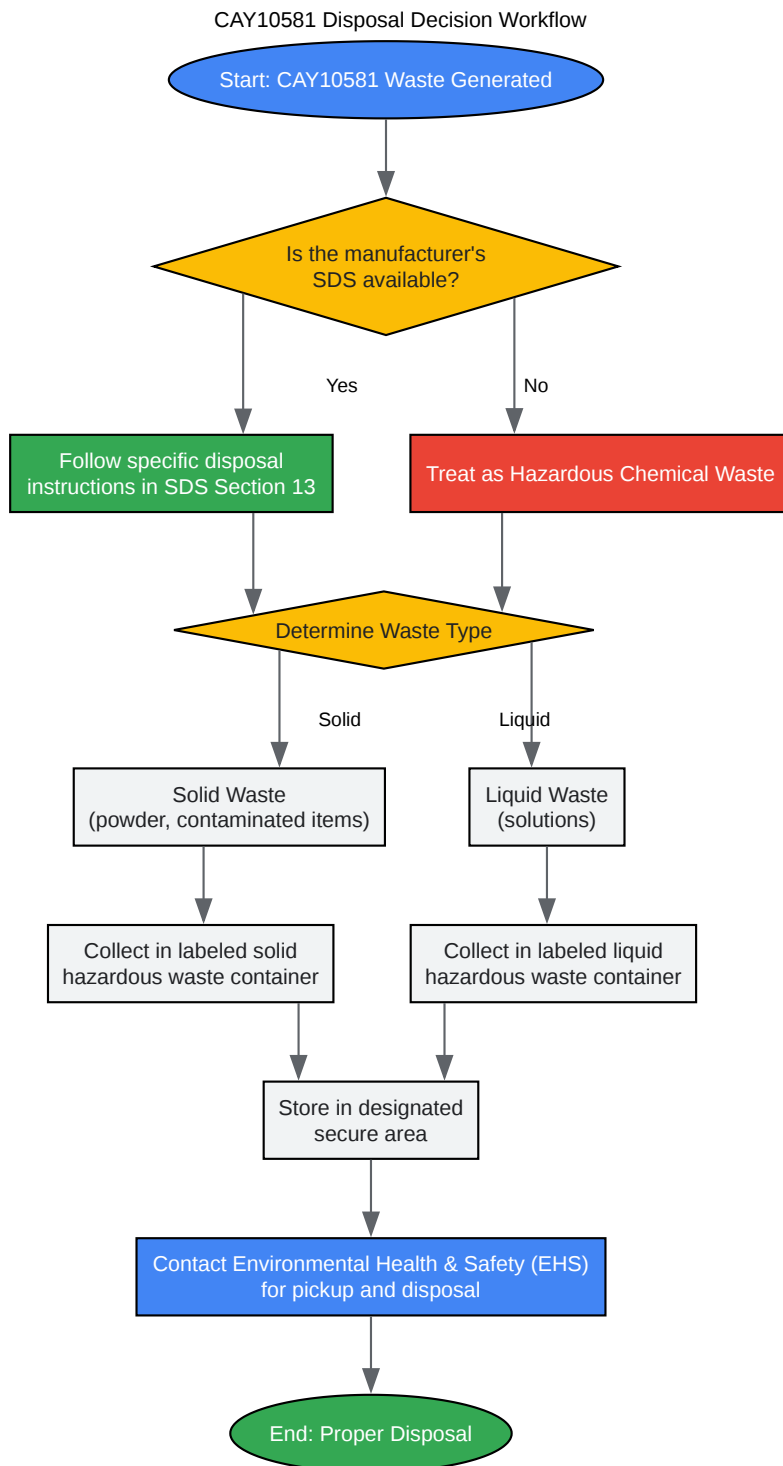 CAY10581 Disposal Decision Workflow
Start: CAY10581 Waste Generated
Is the manufacturer's
SDS available?
Yes
No
Follow specific disposal
instructions in SDS Section 13
Treat as Hazardous Chemical Waste
Determine Waste Type
Solid
Liquid
Solid Waste
(powder, contaminated items)
Liquid Waste
(solutions)
Collect in labeled solid
hazardous waste container
Collect in labeled liquid
hazardous waste container
Store in designated
secure area
Contact Environmental Health & Safety (EHS)
for pickup and disposal
End: Proper Disposal